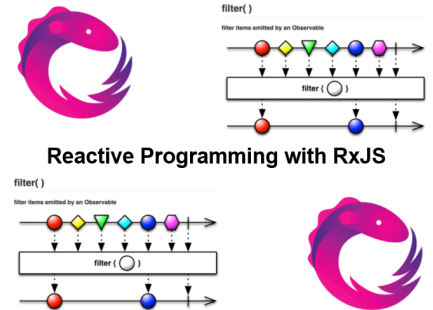 filter( )
filter items emitted by an Observable
filter { }
Reactive Programming with RxJS
filter( )
filter items emitted by an Observable
filter { }